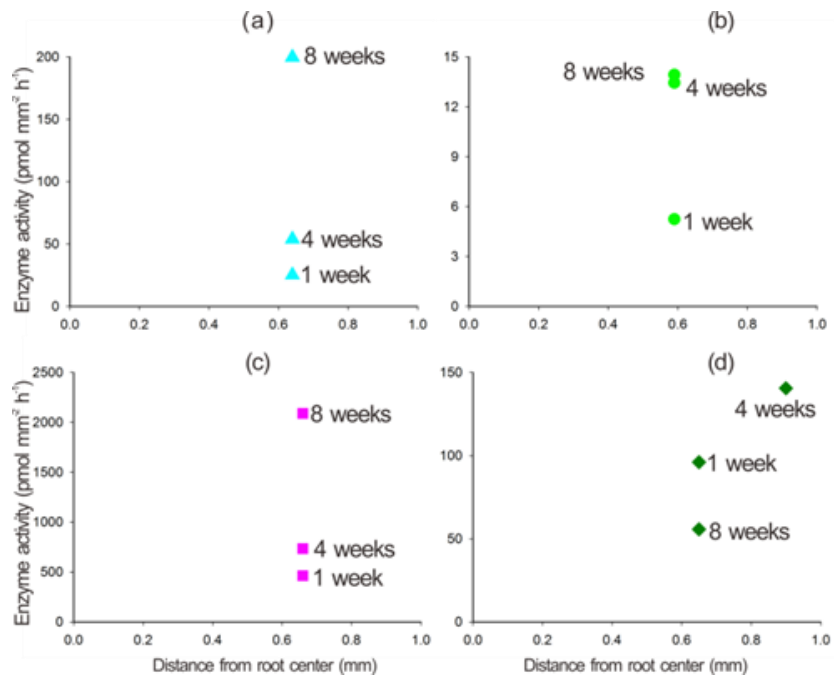 (a)
Enzyme activity (pmol mm² h⁻¹)
200
150
100
50
0
8 weeks
4 weeks
1 week
0.0 0.2 0.4 0.6 0.8 1.0
(b)
15
12
9
6
3
0
8 weeks
4 weeks
1 week
0.0 0.2 0.4 0.6 0.8 1.0
(c)
Enzyme activity (pmol mm² h⁻¹)
2500
2000
1500
1000
500
0
8 weeks
4 weeks
1 week
0.0 0.2 0.4 0.6 0.8 1.0
Distance from root center (mm)
(d)
150
100
50
0
4 weeks
1 week
8 weeks
0.0 0.2 0.4 0.6 0.8 1.0
Distance from root center (mm)